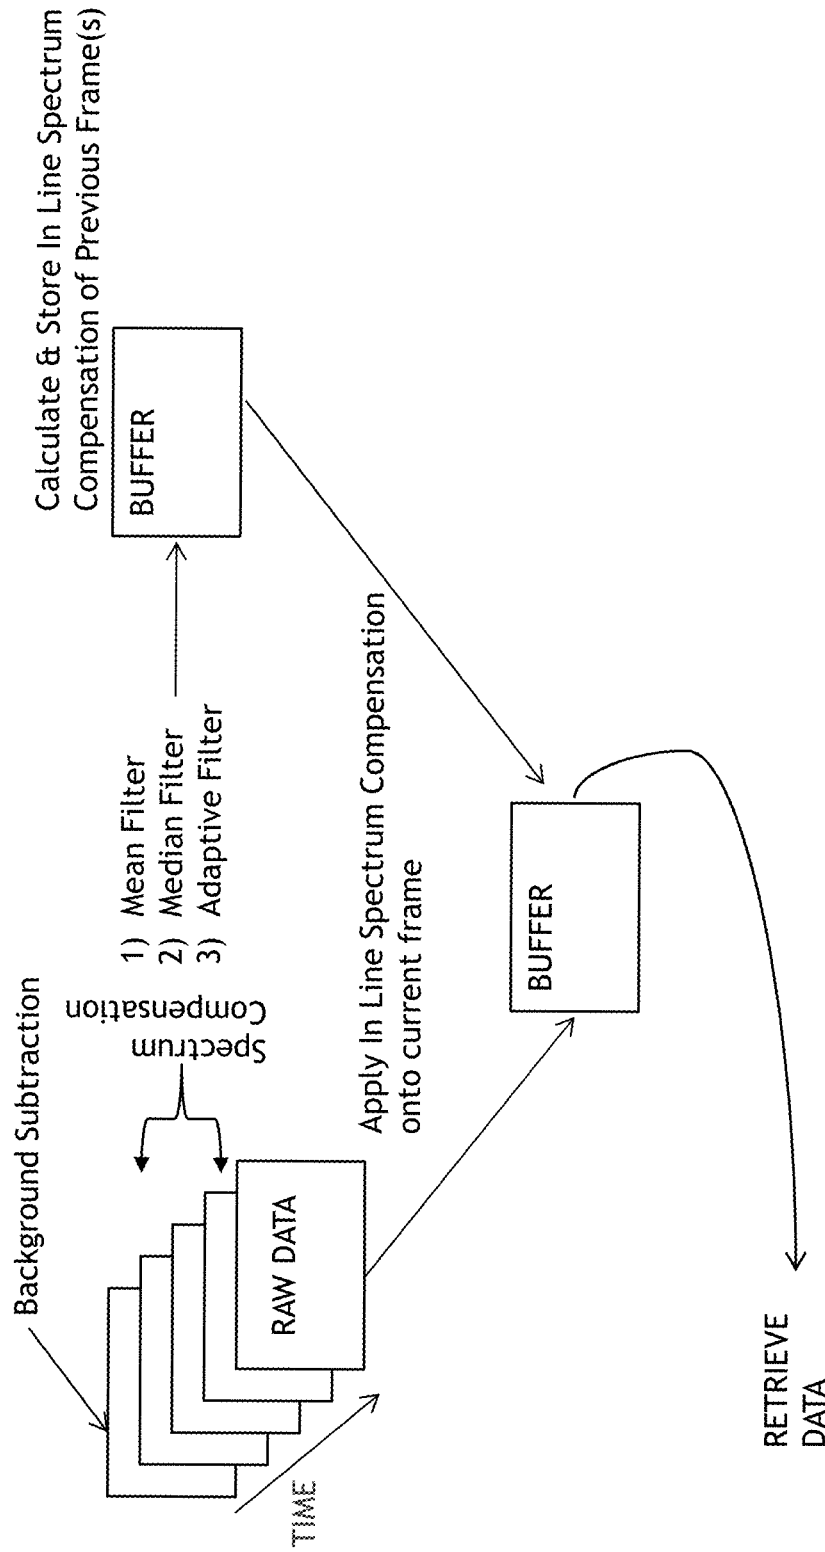 Background Subtraction
Spectrum
Compensation
1) Mean Filter
2) Median Filter
3) Adaptive Filter
Calculate & Store In Line Spectrum
Compensation of Previous Frame(s)
BUFFER
RAW DATA
TIME
Apply In Line Spectrum Compensation
onto current frame
BUFFER
RETRIEVE
DATA